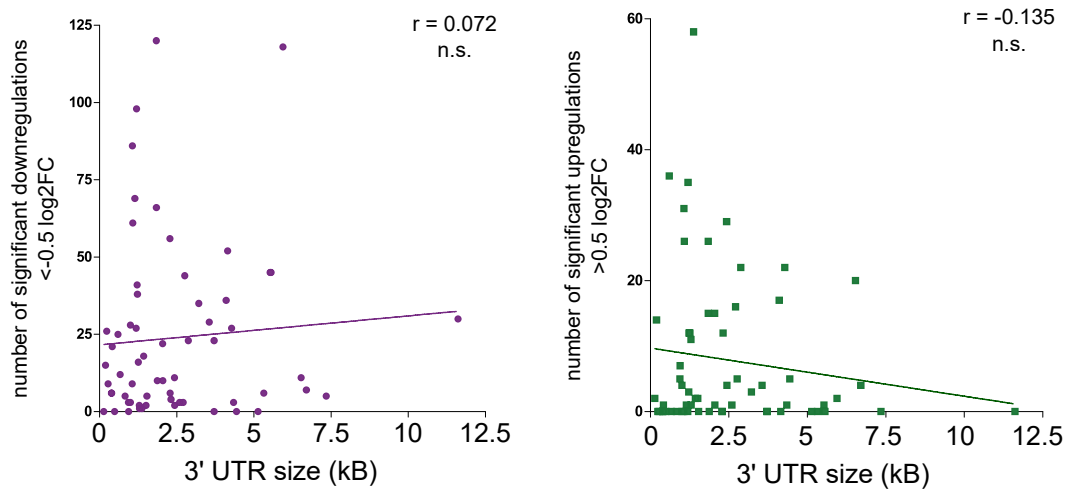 number of significant downregulations
<-0.5 log2FC
125
100
75
50
25
0
r = 0.072
n.s.
0
2.5
5
7.5
10
12.5
3' UTR size (kB)
number of significant upregulations
>0.5 log2FC
60
40
20
0
r = -0.135
n.s.
0
2.5
5
7.5
10
12.5
3' UTR size (kB)